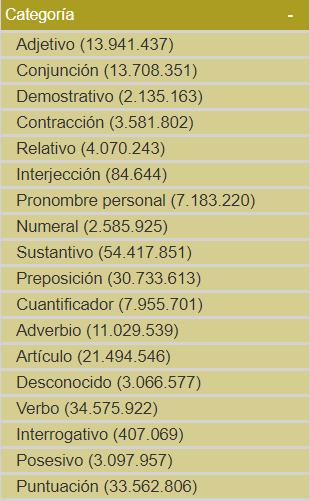 Categoría -
Adjetivo (13.941.437)
Conjunción (13.708.351)
Demostrativo (2.135.163)
Contracción (3.581.802)
Relativo (4.070.243)
Interjección (84.644)
Pronombre personal (7.183.220)
Numeral (2.585.925)
Sustantivo (54.417.851)
Preposición (30.733.613)
Cuantificador (7.955.701)
Adverbio (11.029.539)
Artículo (21.494.546)
Desconocido (3.066.577)
Verbo (34.575.922)
Interrogativo (407.069)
Posesivo (3.097.957)
Puntuación (33.562.806)